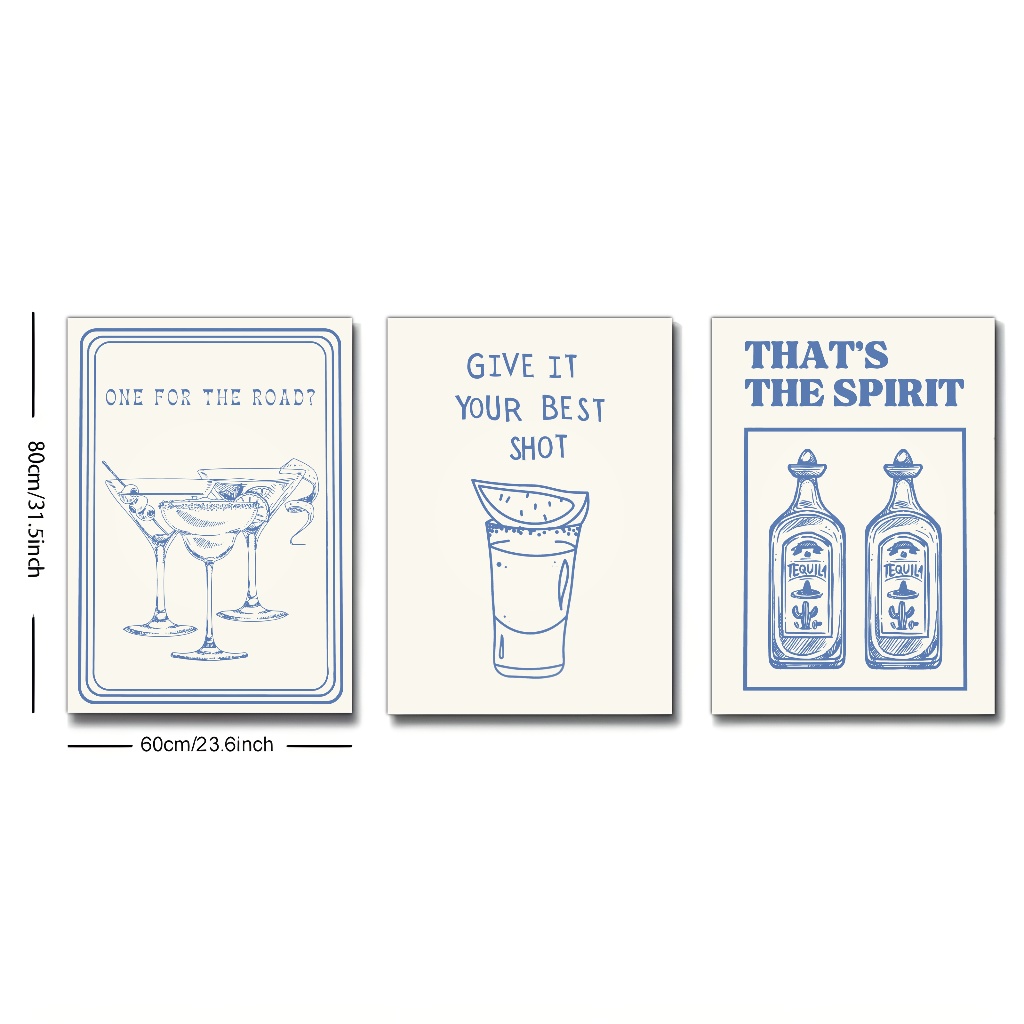 ONE FOR THE ROAD?
GIVE IT
YOUR BEST
SHOT
THAT'S
THE SPIRIT
TEQUILA
TEQUILA
80cm/31.5inch
60cm/23.6inch